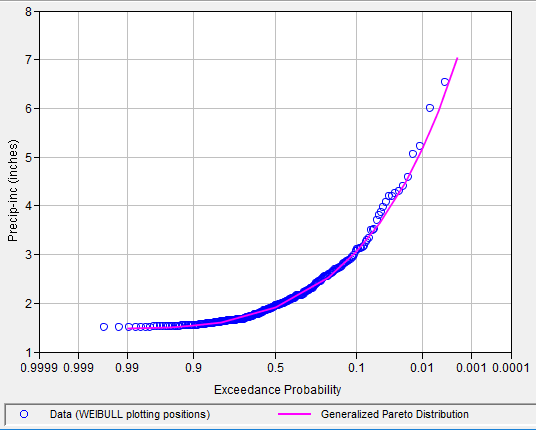 8
7
6
5
4
3
2
1
Precip-inc (inches)
0.9999 0.999 0.99 0.9 0.5 0.1 0.01 0.001 0.0001
Exceedance Probability
Data (WEIBULL plotting positions) Generalized Pareto Distribution